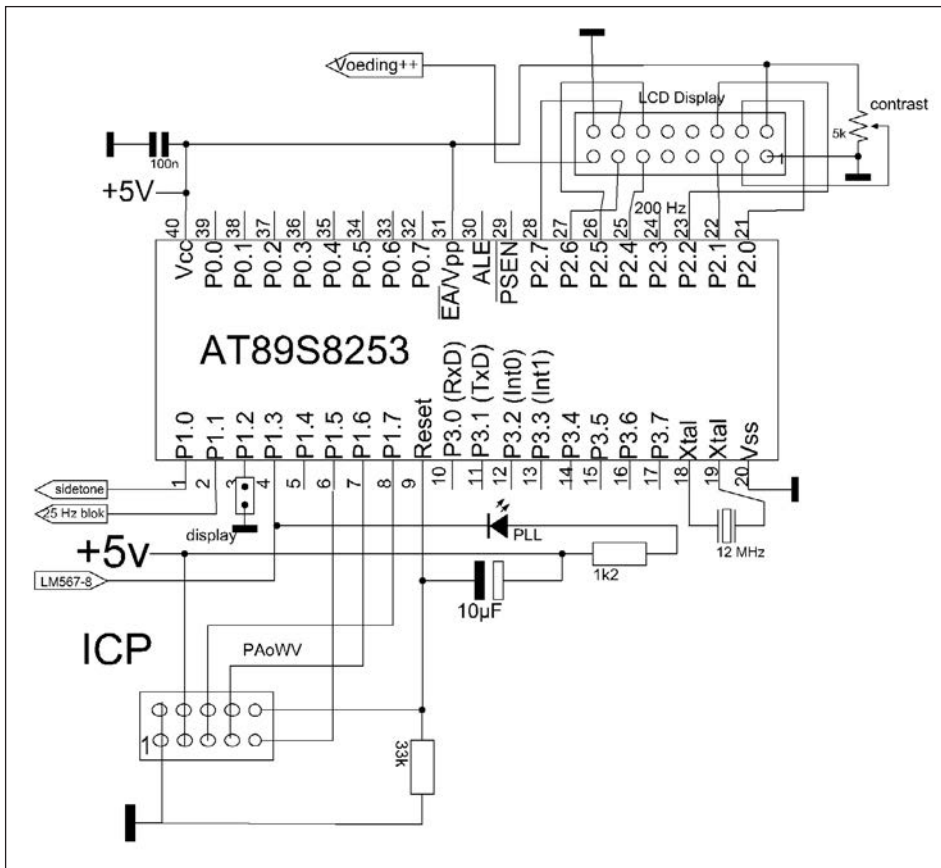 Voeding++
LCD Display
contrast
5k
1
100n
+5V
200 Hz
40 39 38 37 36 35 34 33 32 31 30 29 28 27 26 25 24 23 22 21
Vcc P0.0 P0.1 P0.2 P0.3 P0.4 P0.5 P0.6 P0.7 EA/Vpp ALE PSEN P2.7 P2.6 P2.5 P2.4 P2.3 P2.2 P2.1 P2.0
AT89S8253
P1.0 P1.1 P1.2 P1.3 P1.4 P1.5 P1.6 P1.7 Reset P3.0 (RxD) P3.1 (TxD) P3.2 (Int0) P3.3 (Int1) P3.4 P3.5 P3.6 P3.7 Xtal Xtal Vss
1 2 3 4 5 6 7 8 9 10 11 12 13 14 15 16 17 18 19 20
sidetone
25 Hz blok
display
PLL
12 MHz
+5v
1k2
LM567-8
10µF
ICP
PAoWV
1
33k